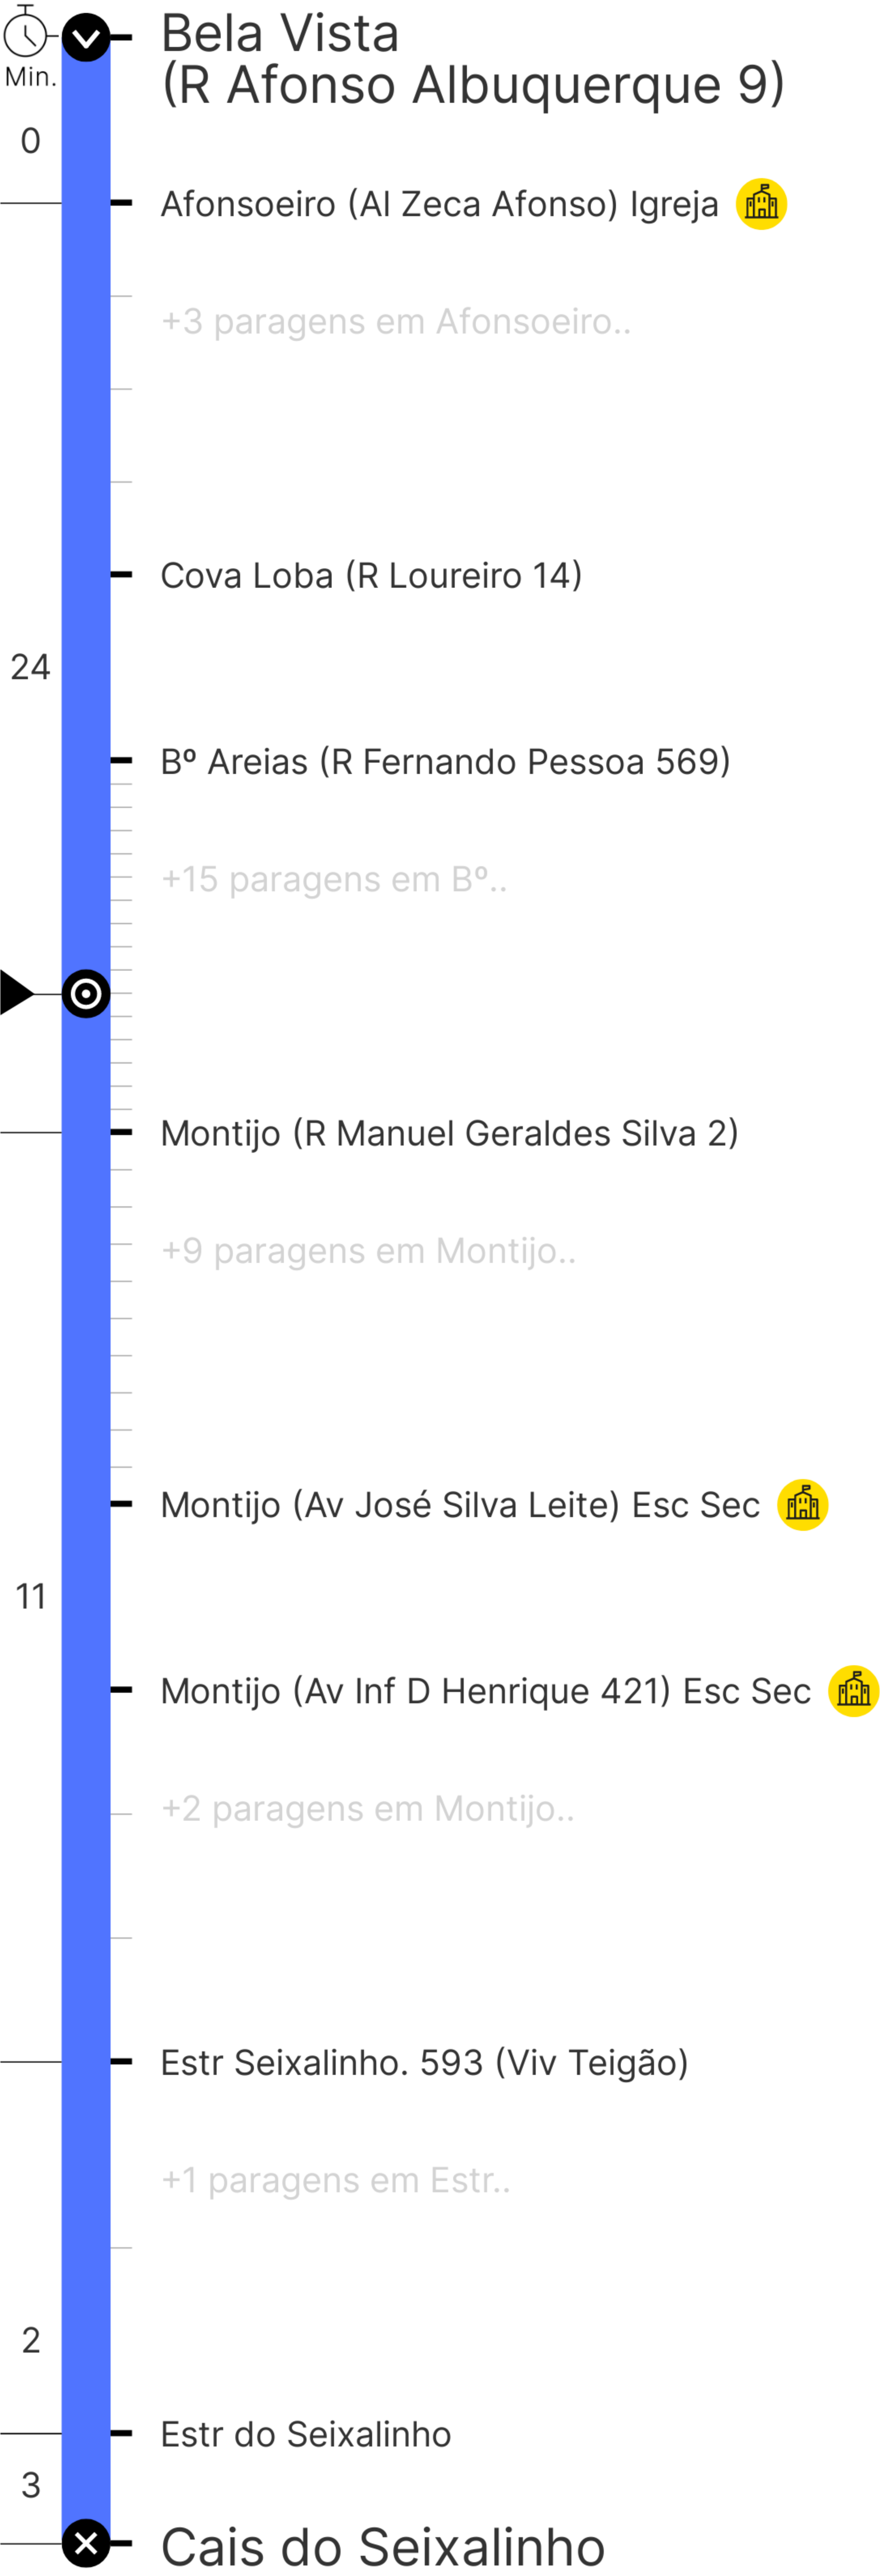 Bela Vista
(R Afonso Albuquerque 9)
Min.
0
Afonsoeiro (Al Zeca Afonso) Igreja
+3 paragens em Afonsoeiro..
Cova Loba (R Loureiro 14)
24
Bº Areias (R Fernando Pessoa 569)
+15 paragens em Bº..
Montijo (R Manuel Geraldes Silva 2)
+9 paragens em Montijo..
Montijo (Av José Silva Leite) Esc Sec
11
Montijo (Av Inf D Henrique 421) Esc Sec
+2 paragens em Montijo..
Estr Seixalinho. 593 (Viv Teigão)
+1 paragens em Estr..
2
Estr do Seixalinho
3
Cais do Seixalinho